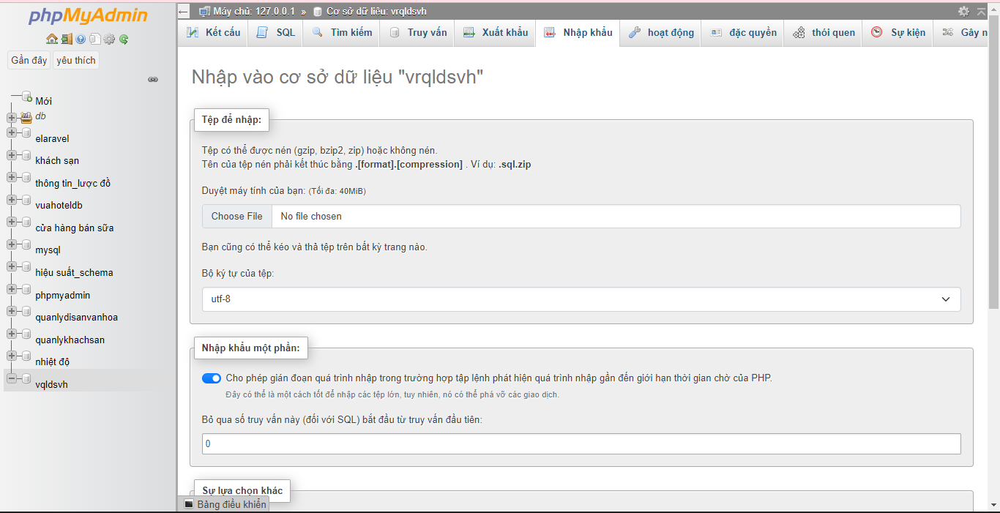 phpMyAdmin
Gần đây yêu thích
Mới
db
elaravel
khách sạn
thông tin_lược đồ
vuahoteldb
cửa hàng bán sữa
mysql
hiệu suất_schema
phpmyadmin
quanlydisanvanhoa
quanlykhachsan
nhiệt độ
vqldsvh
Máy chủ: 127.0.0.1 » Cơ sở dữ liệu: vrqldsvh
Kết cấu SQL Tìm kiếm Truy vấn Xuất khẩu Nhập khẩu hoạt động đặc quyền thói quen Sự kiện Gây n
Nhập vào cơ sở dữ liệu "vrqldsvh"
Tệp để nhập:
Tệp có thể được nén (gzip, bzip2, zip) hoặc không nén.
Tên của tệp nén phải kết thúc bằng .[format].[compression] . Ví dụ: .sql.zip
Duyệt máy tính của bạn: (Tối đa: 40MiB)
Choose File No file chosen
Bạn cũng có thể kéo và thả tệp trên bất kỳ trang nào.
Bộ ký tự của tệp:
utf-8
Nhập khẩu một phần:
Cho phép gián đoạn quá trình nhập trong trường hợp tập lệnh phát hiện quá trình nhập gần đến giới hạn thời gian chờ của PHP.
Đây có thể là một cách tốt để nhập các tệp lớn, tuy nhiên, nó có thể phá vỡ các giao dịch.
Bỏ qua số truy vấn này (đối với SQL) bắt đầu từ truy vấn đầu tiên:
0
Sự lựa chọn khác
Bảng điều khiển